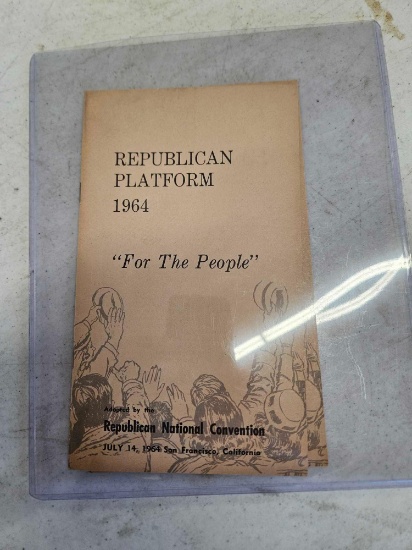 REPUBLICAN
PLATFORM
1964
"For The People"
Adopted by the
Republican National Convention
JULY 14, 1964 San Francisco, California